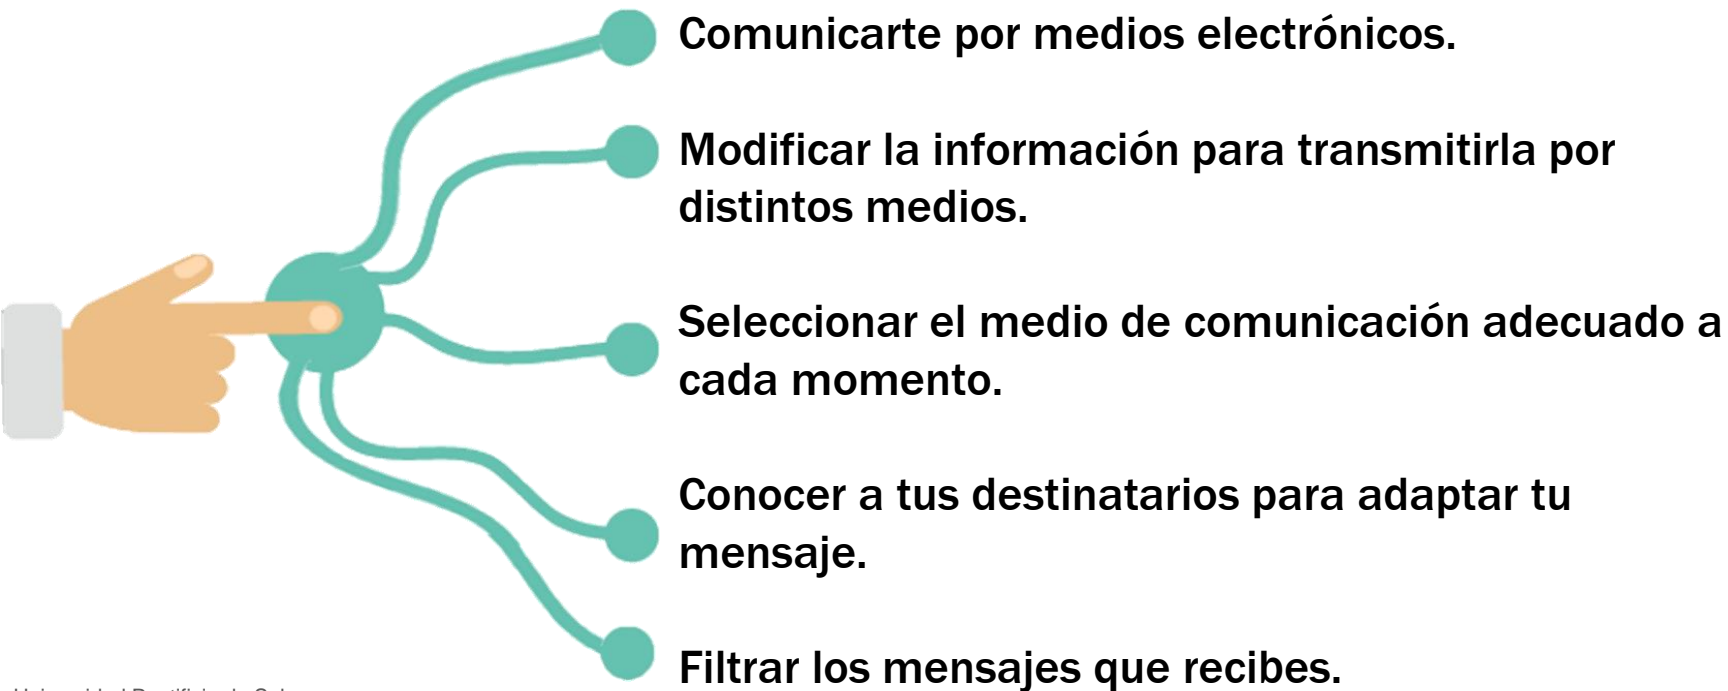 Comunicarte por medios electrónicos.
Modificar la información para transmitirla por
distintos medios.
Seleccionar el medio de comunicación adecuado a
cada momento.
Conocer a tus destinatarios para adaptar tu
mensaje.
Filtrar los mensajes que recibes.